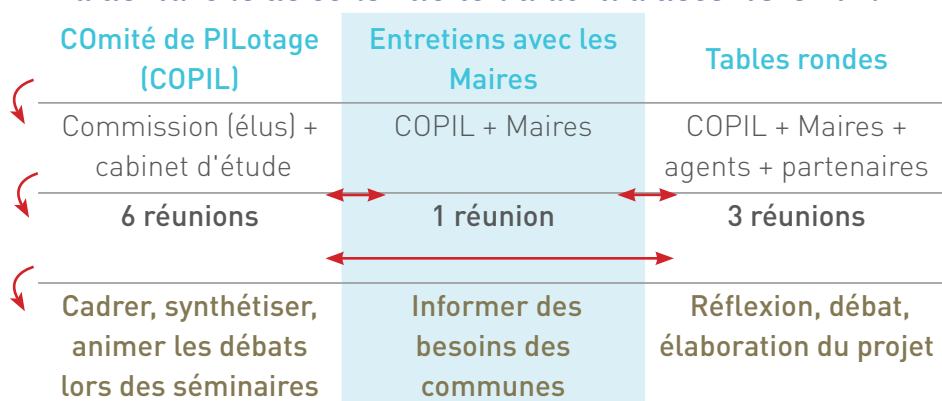 COmité de PILotage
(COPIL)
Entretiens avec les
Maires
Tables rondes
Commission (élus) +
cabinet d'étude
COPIL + Maires
COPIL + Maires +
agents + partenaires
6 réunions
1 réunion
3 réunions
Cadrer, synthétiser,
animer les débats
lors des séminaires
Informer des
besoins des
communes
Réflexion, débat,
élaboration du projet